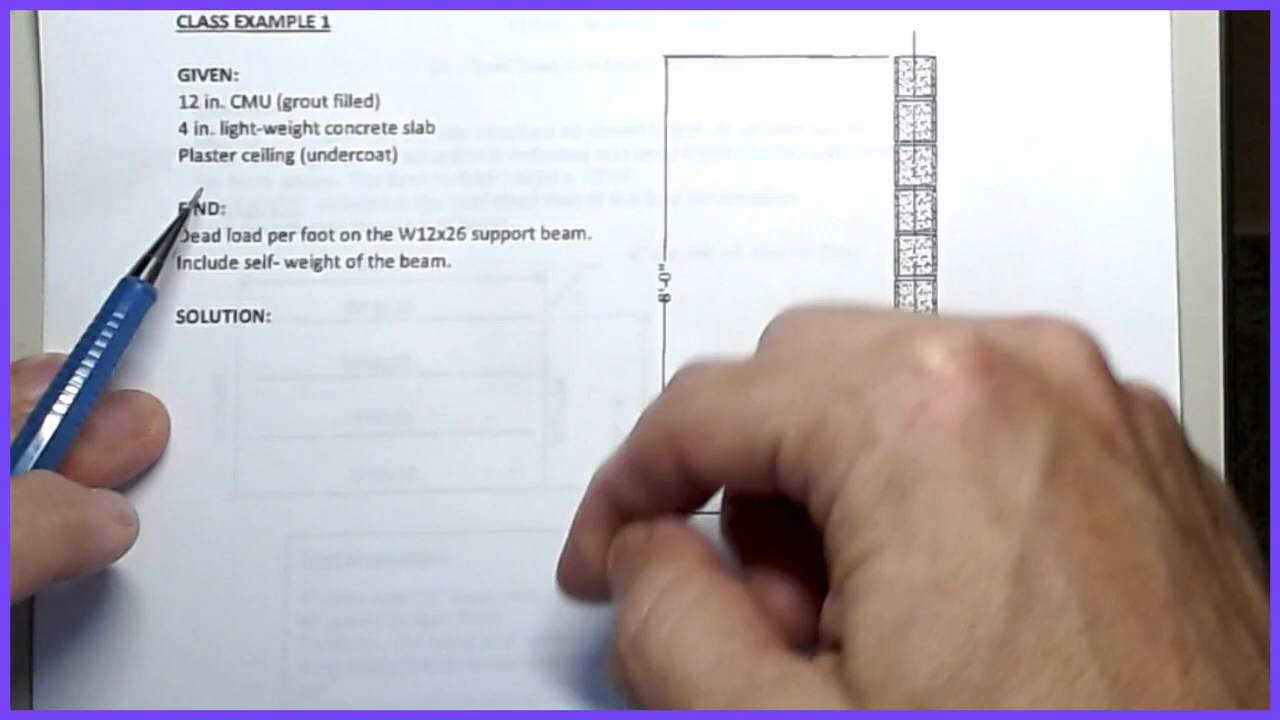 CLASS EXAMPLE 1
GIVEN:
12 in. CMU (grout filled)
4 in. light-weight concrete slab
Plaster ceiling (undercoat)
FIND:
Dead load per foot on the W12x26 support beam.
Include self- weight of the beam.
SOLUTION:
8'-0"